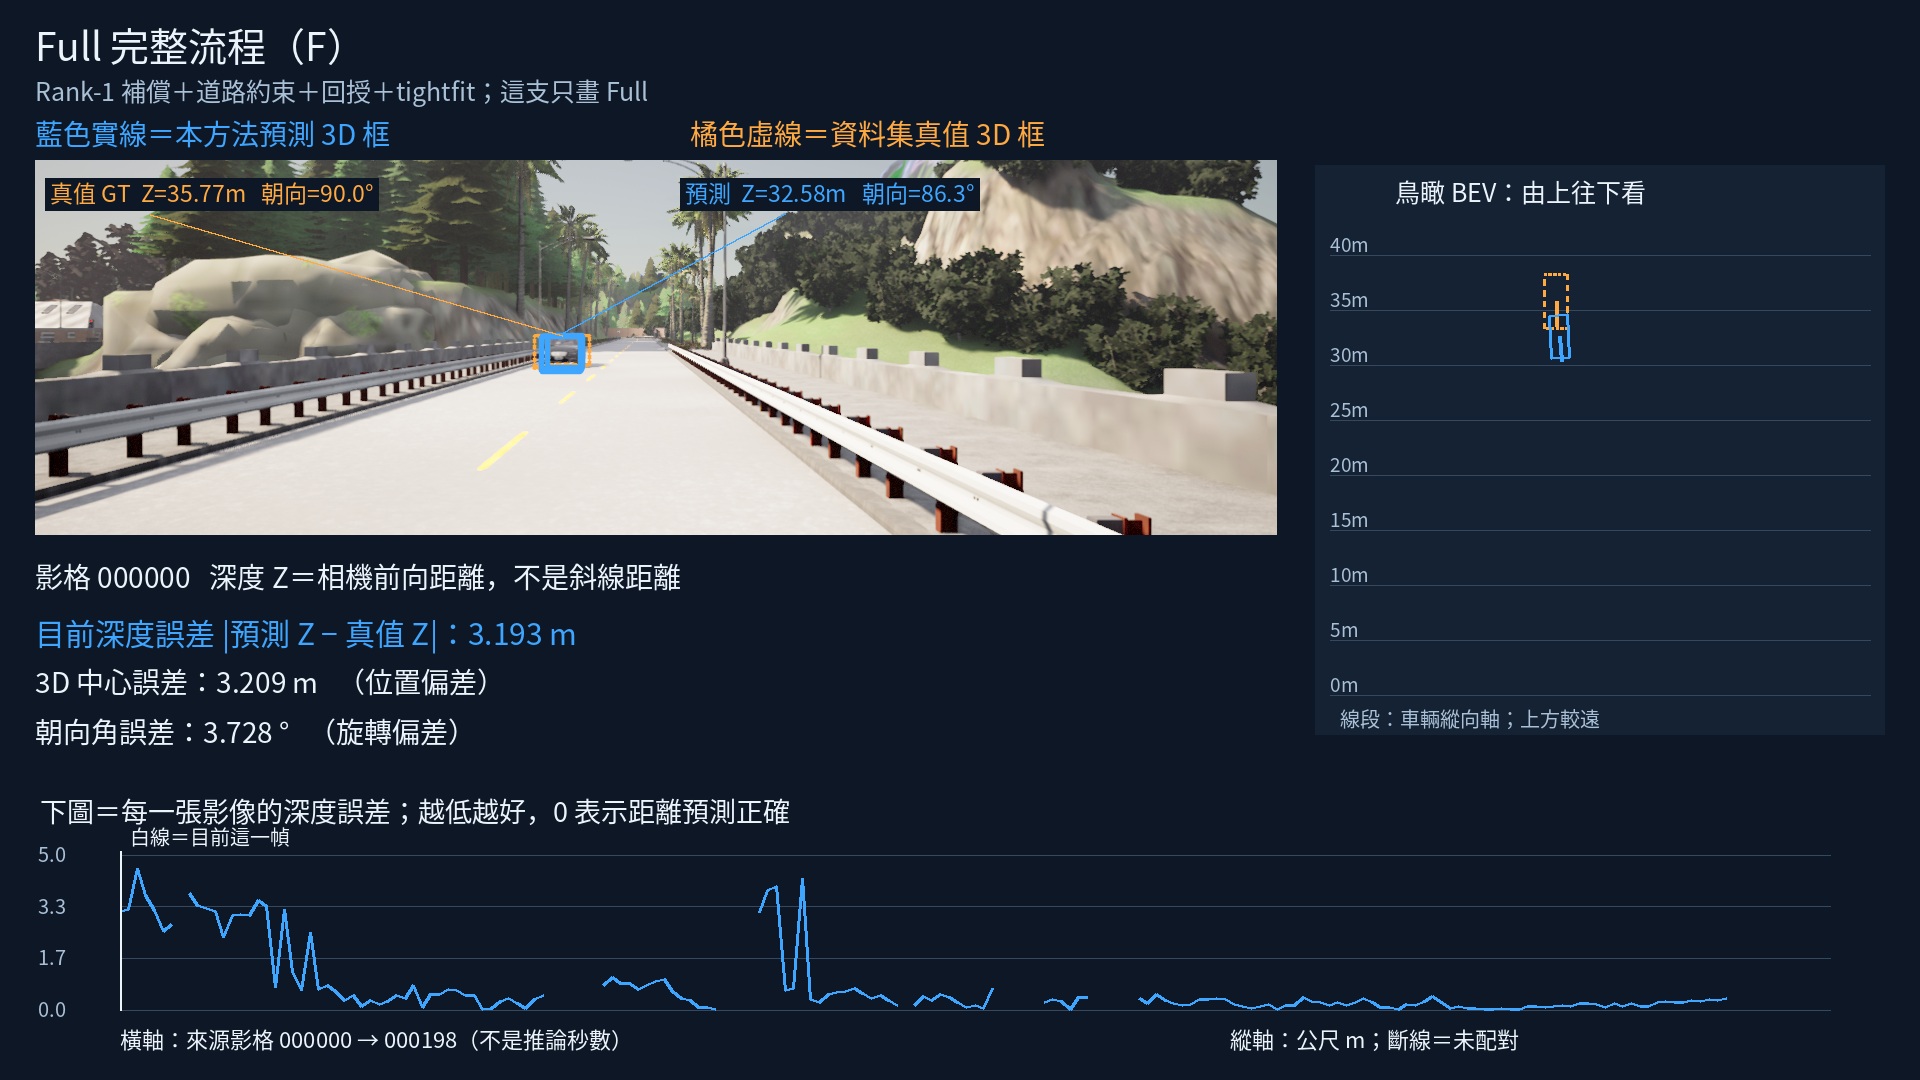 Full 完整流程（F）
Rank-1 補償＋道路約束＋回授＋tightfit；這支只畫 Full
藍色實線＝本方法預測 3D 框
橘色虛線＝資料集真值 3D 框
真值 GT Z=35.77m 朝向=90.0°
預測 Z=32.58m 朝向=86.3°
鳥瞰 BEV：由上往下看
40m
35m
30m
25m
20m
15m
10m
5m
0m
線段：車輛縱向軸；上方較遠
影格 000000 深度 Z＝相機前向距離，不是斜線距離
目前深度誤差 |預測 Z − 真值 Z|：3.193 m
3D 中心誤差：3.209 m （位置偏差）
朝向角誤差：3.728 ° （旋轉偏差）
下圖＝每一張影像的深度誤差；越低越好，0 表示距離預測正確
白線＝目前這一幀
5.0
3.3
1.7
0.0
橫軸：來源影格 000000 → 000198（不是推論秒數）
縱軸：公尺 m；斷線＝未配對